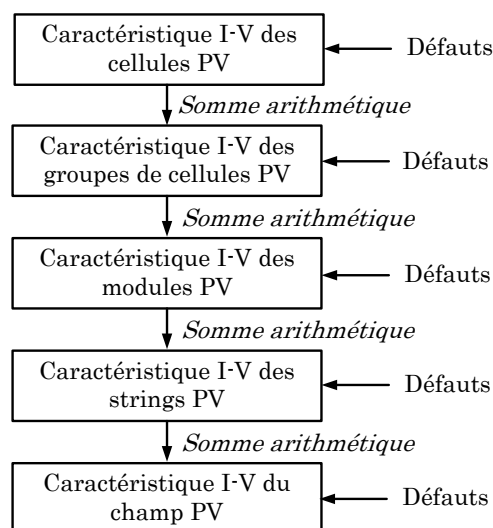 Caractéristique I-V des
cellules PV
Défauts
Somme arithmétique
Caractéristique I-V des
groupes de cellules PV
Défauts
Somme arithmétique
Caractéristique I-V des
modules PV
Défauts
Somme arithmétique
Caractéristique I-V des
strings PV
Défauts
Somme arithmétique
Caractéristique I-V du
champ PV
Défauts